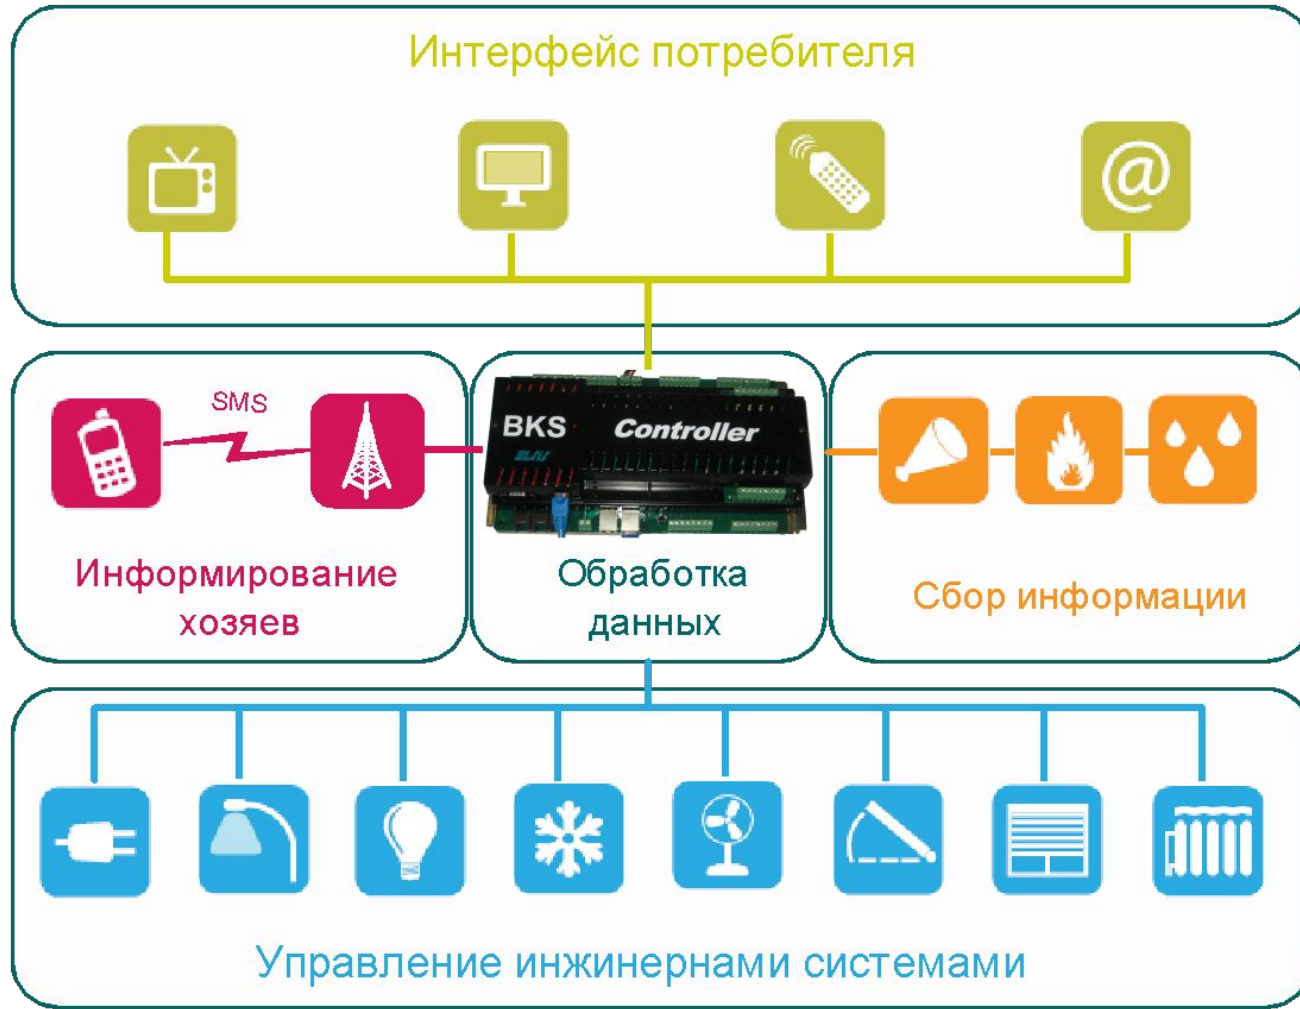 Интерфейс потребителя
@
SMS
BKS
Controller
Информирование
хозяев
Обработка
данных
Сбор информации
Управление инжинернами системами